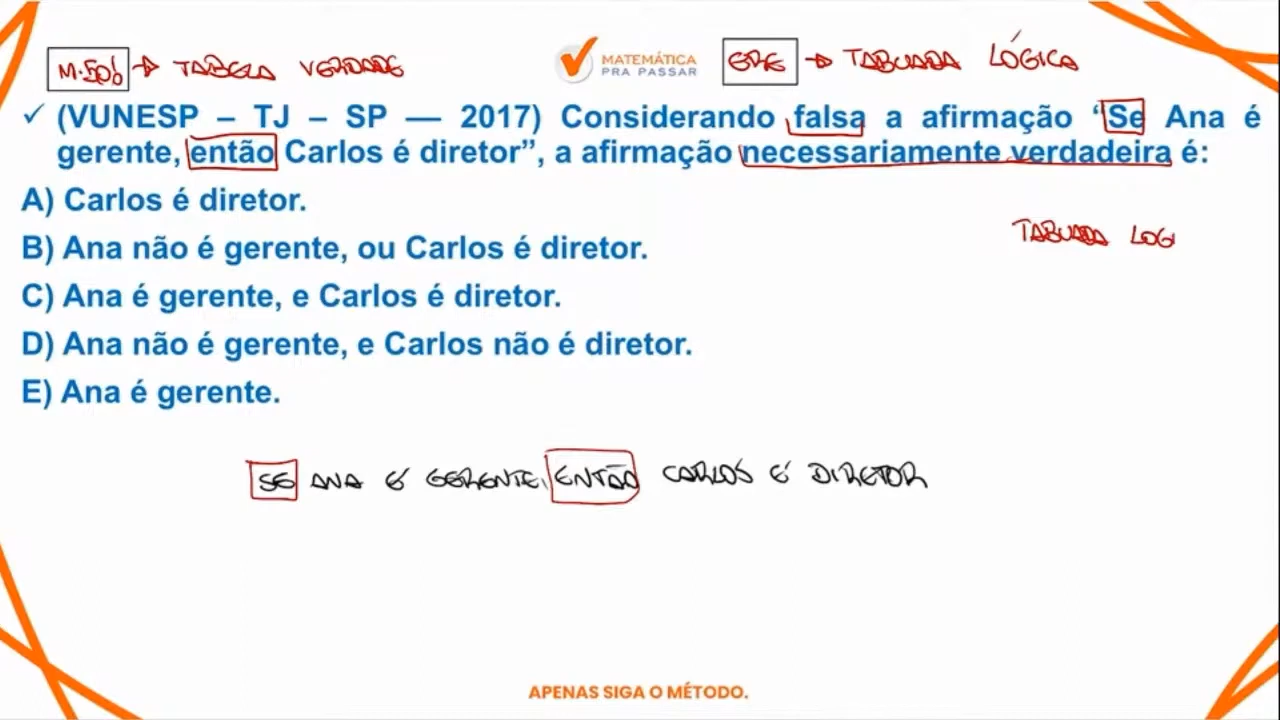 → TABELA VERDADE
MATEMÁTICA
PRA PASSAR
→ TABUADA LÓGICA
✓ (VUNESP – TJ – SP –– 2017) Considerando falsa a afirmação “Se Ana é
gerente, então Carlos é diretor”, a afirmação necessariamente verdadeira é:
A) Carlos é diretor.
TABUADA LOG
B) Ana não é gerente, ou Carlos é diretor.
C) Ana é gerente, e Carlos é diretor.
D) Ana não é gerente, e Carlos não é diretor.
E) Ana é gerente.
SE ANA É GERENTE, ENTÃO CARLOS É DIRETOR
APENAS SIGA O MÉTODO.